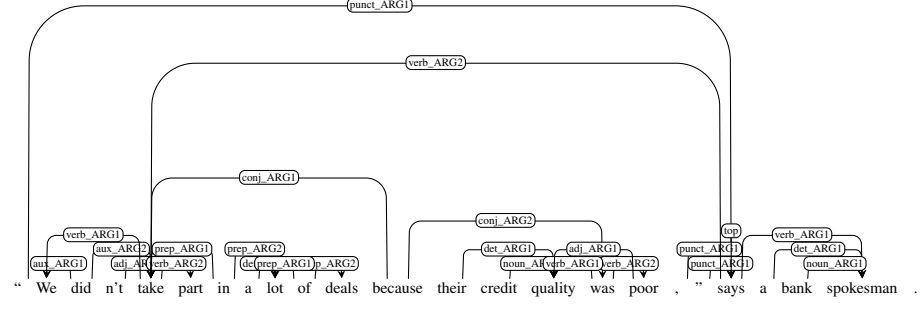 punct_ARG1
verb_ARG2
conj_ARG1
conj_ARG2
top
verb_ARG1 verb_ARG1
aux_ARG2 prep_ARG1 prep_ARG2 det_ARG1 adj_ARG1 punct_ARG1 det_ARG1
aux_ARG1 verb_ARG2 prep_ARG1 verb_ARG1 verb_ARG2 punct_ARG1 noun_ARG1
“ We did n't take part in a lot of deals because their credit quality was poor , ” says a bank spokesman .